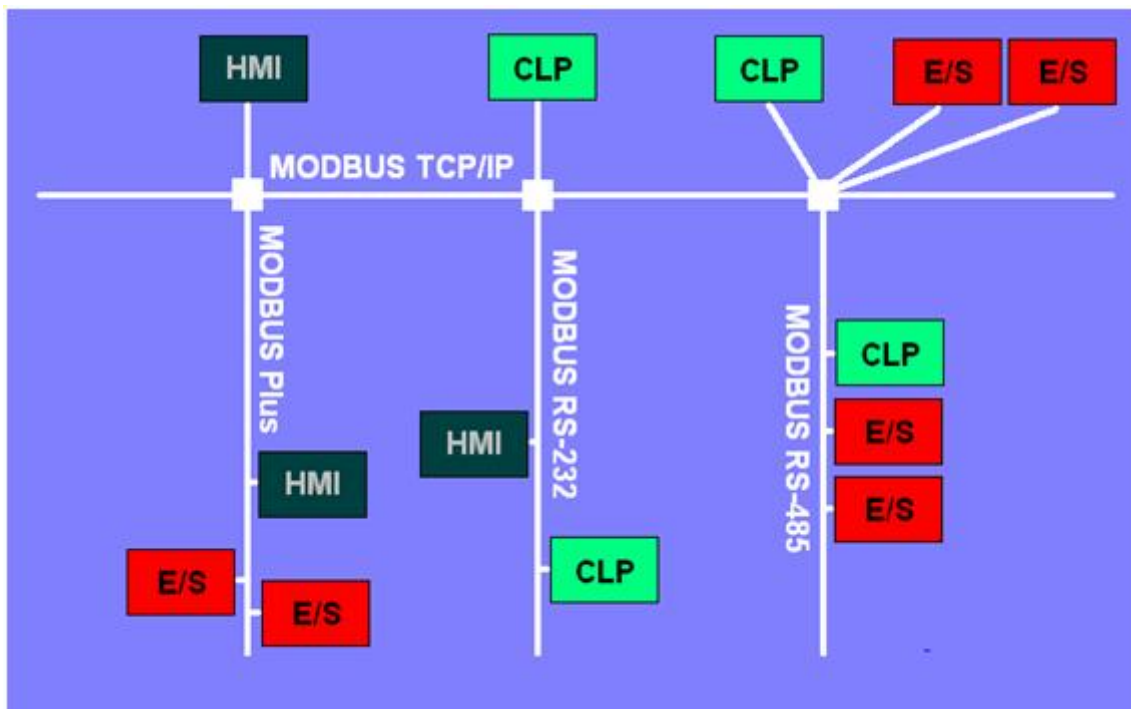 HMI
CLP
CLP
E/S
E/S
MODBUS TCP/IP
MODBUS Plus
HMI
E/S
E/S
MODBUS RS-232
HMI
CLP
MODBUS RS-485
CLP
E/S
E/S